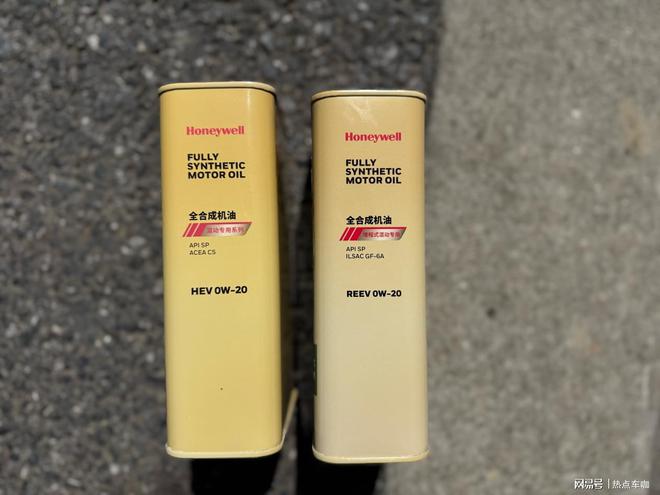 Honeywell
FULLY
SYNTHETIC
MOTOR OIL
全合成机油
混动专用系列
API SP
ACEA C5
HEV 0W-20
Honeywell
FULLY
SYNTHETIC
MOTOR OIL
全合成机油
增程式混动专用
API SP
ILSAC GF-6A
REEV 0W-20
网易号 | 热点车咖